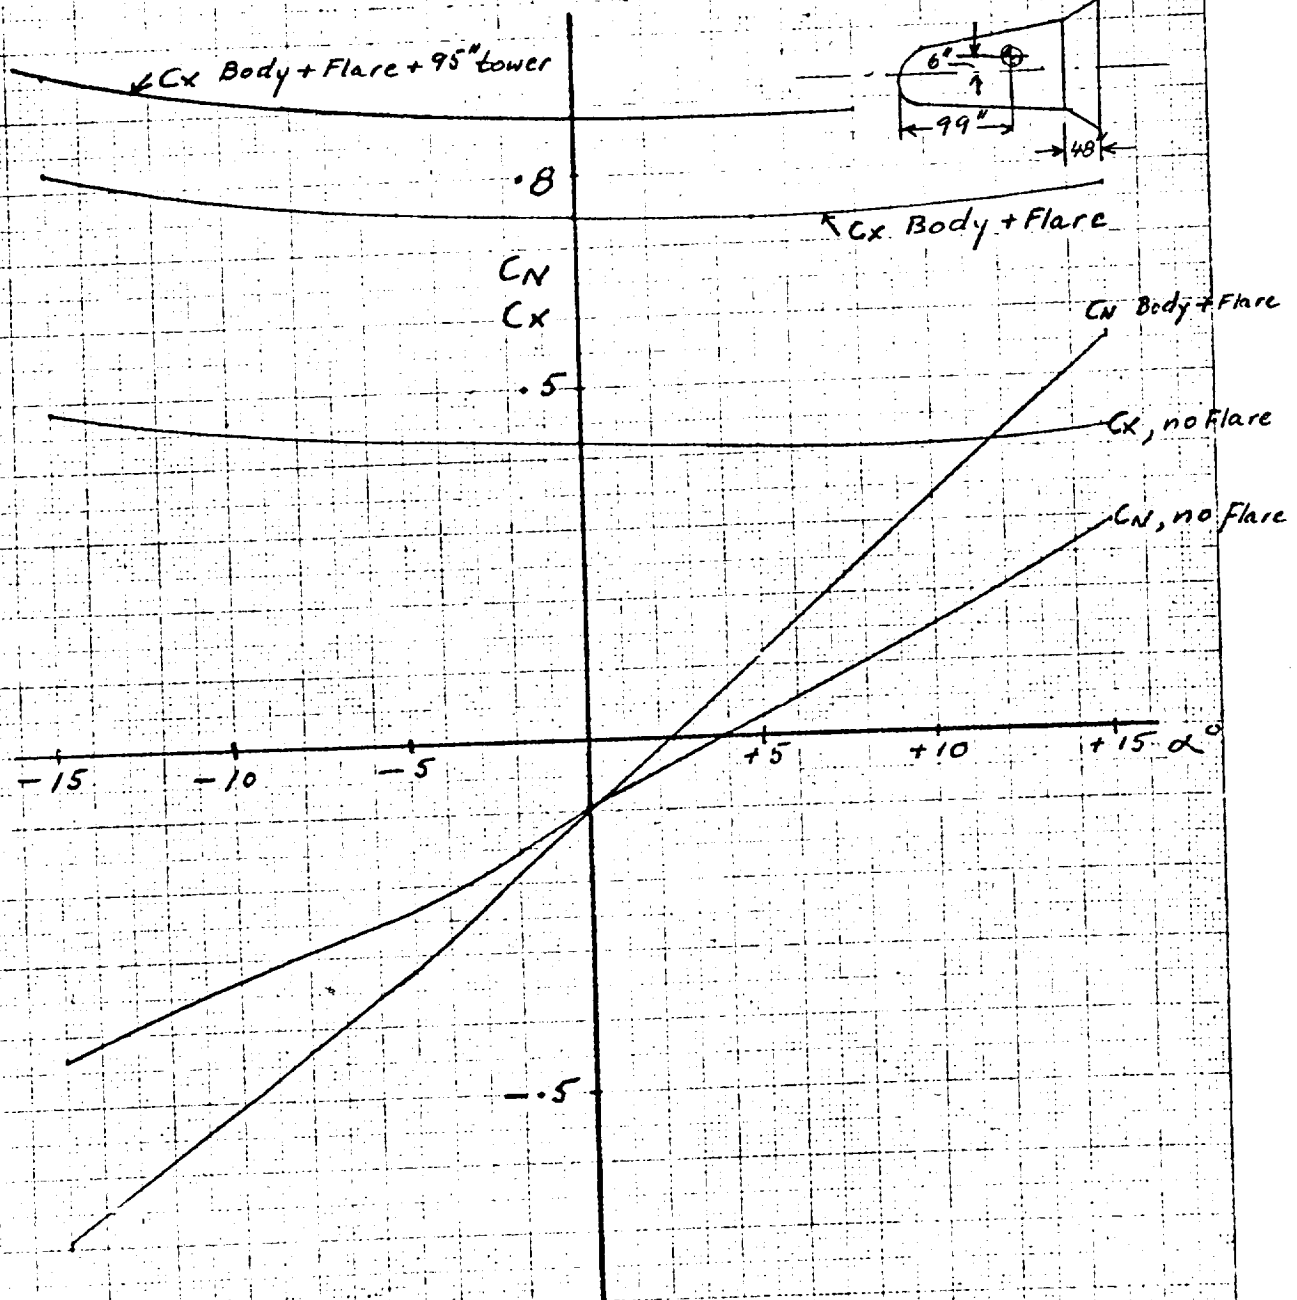 Cx Body + Flare + 95" tower
6"
99"
48"
.8
Cx Body + Flare
CN
Cx
CN Body + Flare
.5
Cx, no Flare
CN, no Flare
-15 -10 -5 +5 +10 +15 α°
-.5